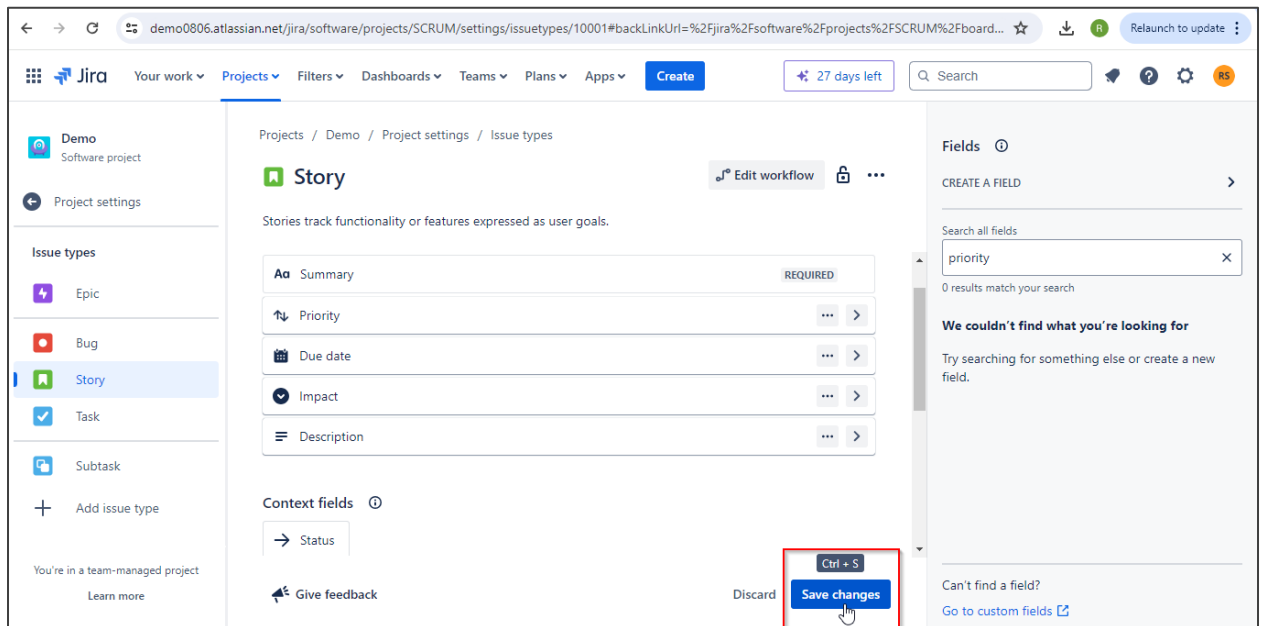 demo0806.atlassian.net/jira/software/projects/SCRUM/settings/issuetypes/10001#backLinkUrl=%2Fjira%2Fsoftware%2Fprojects%2FSCRUM%2Fboard...
R
Relaunch to update
Jira
Your work
Projects
Filters
Dashboards
Teams
Plans
Apps
Create
27 days left
Search
RS
Demo
Software project
Project settings
Issue types
Epic
Bug
Story
Task
Subtask
Add issue type
You're in a team-managed project
Learn more
Projects / Demo / Project settings / Issue types
Story
Edit workflow
Stories track functionality or features expressed as user goals.
Aa Summary
REQUIRED
Priority
Due date
Impact
Description
Context fields
Status
Ctrl + S
Give feedback
Discard
Save changes
Fields
CREATE A FIELD
Search all fields
priority
0 results match your search
We couldn't find what you're looking for
Try searching for something else or create a new
field.
Can't find a field?
Go to custom fields